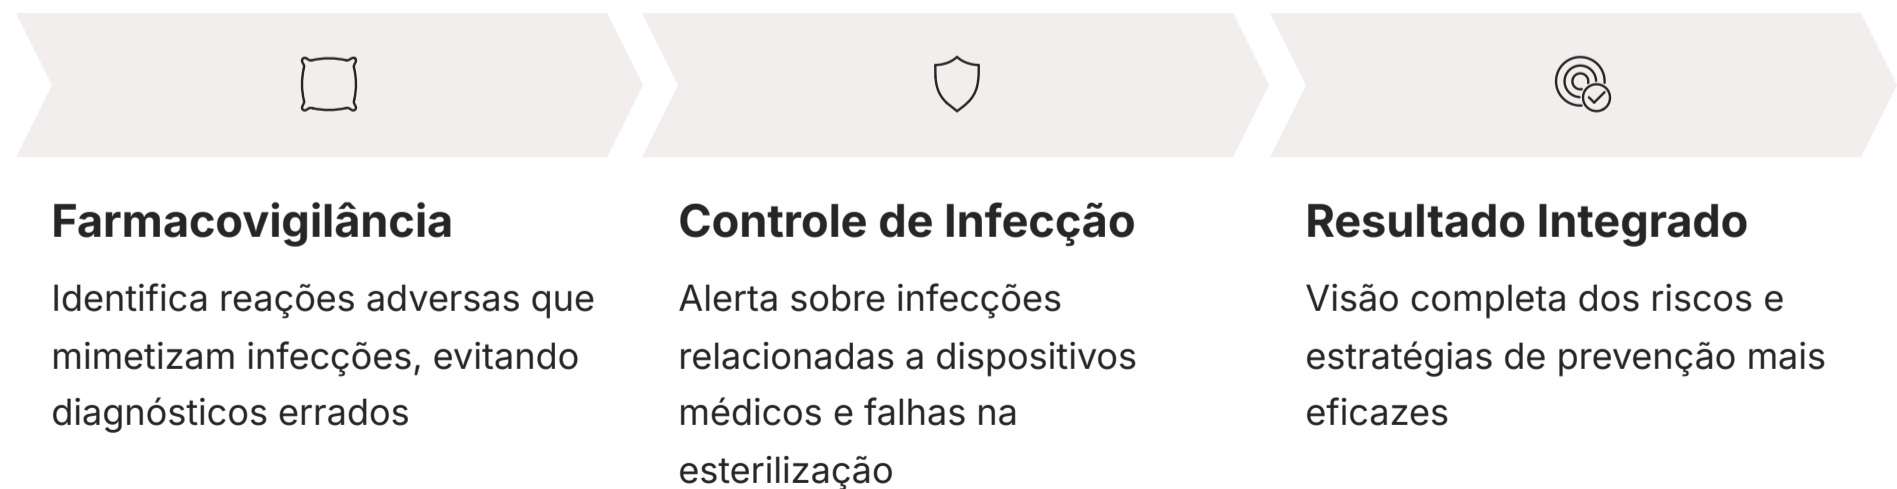 Farmacovigilância
Identifica reações adversas que
mimetizam infecções, evitando
diagnósticos errados
Controle de Infecção
Alerta sobre infecções
relacionadas a dispositivos
médicos e falhas na
esterilização
Resultado Integrado
Visão completa dos riscos e
estratégias de prevenção mais
eficazes